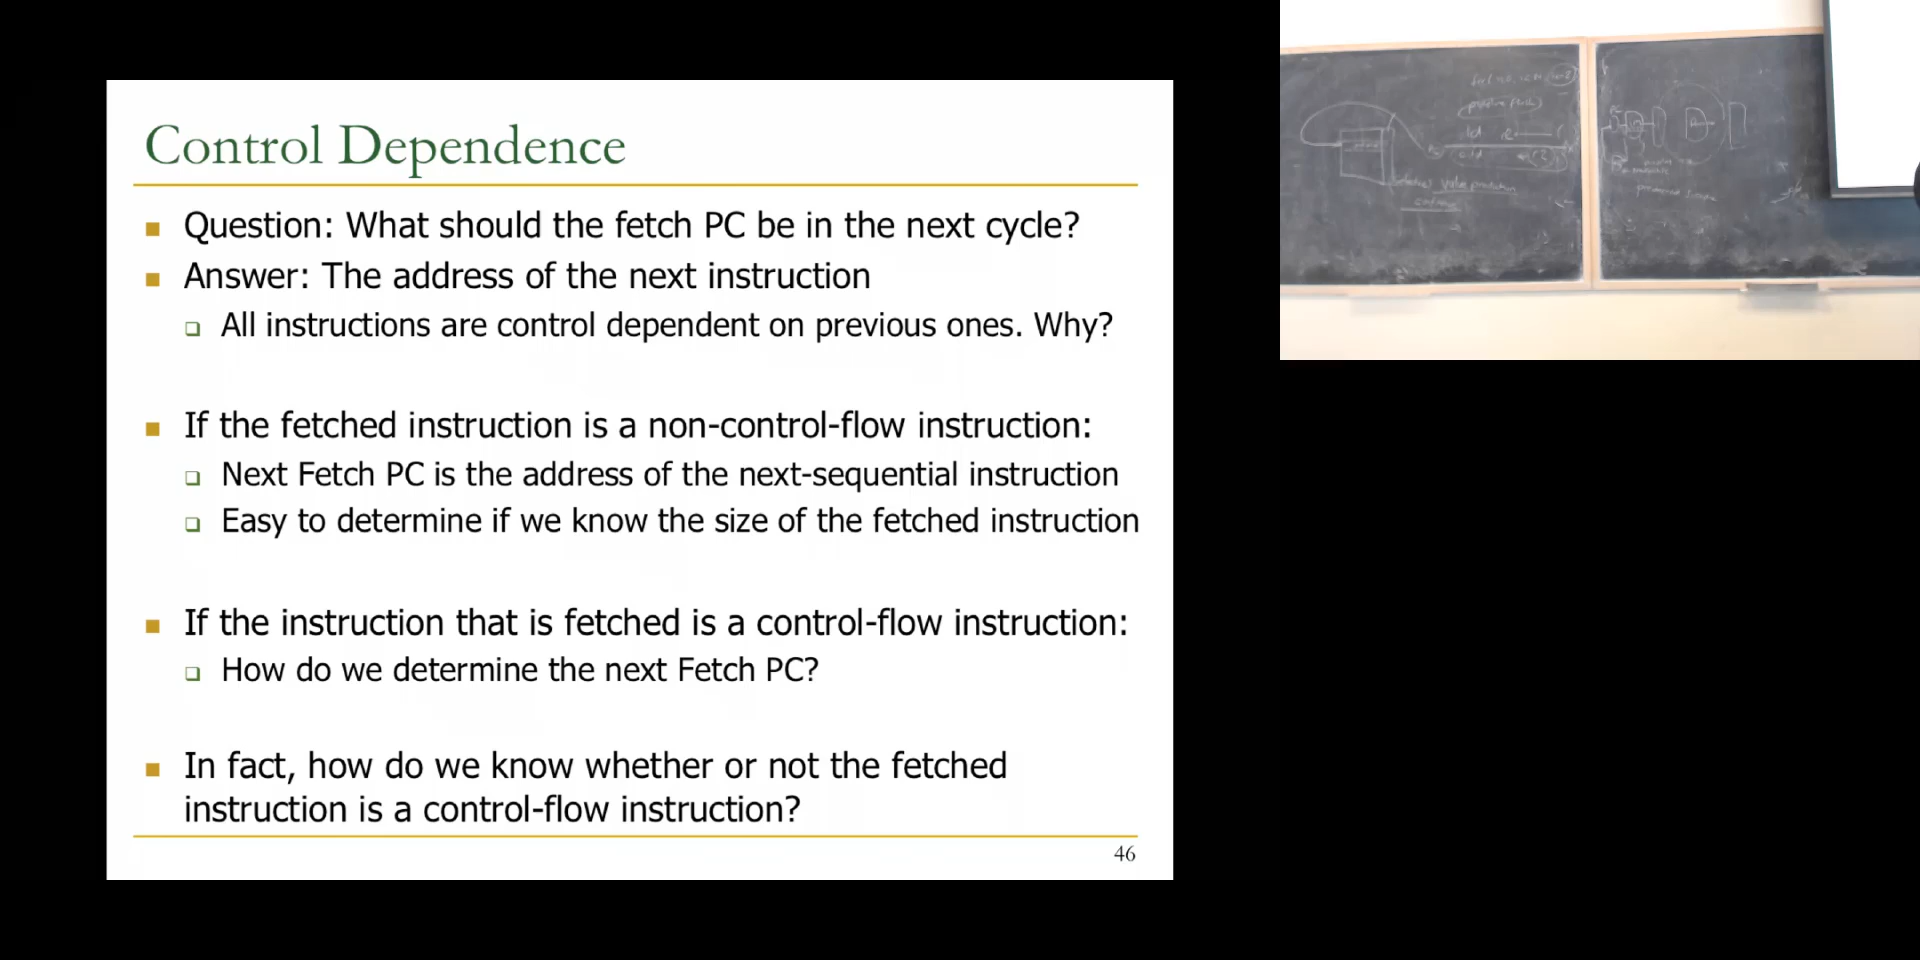 Control Dependence
Question: What should the fetch PC be in the next cycle?
Answer: The address of the next instruction
All instructions are control dependent on previous ones. Why?
If the fetched instruction is a non-control-flow instruction:
Next Fetch PC is the address of the next-sequential instruction
Easy to determine if we know the size of the fetched instruction
If the instruction that is fetched is a control-flow instruction:
How do we determine the next Fetch PC?
In fact, how do we know whether or not the fetched
instruction is a control-flow instruction?
46
ld
Value prediction